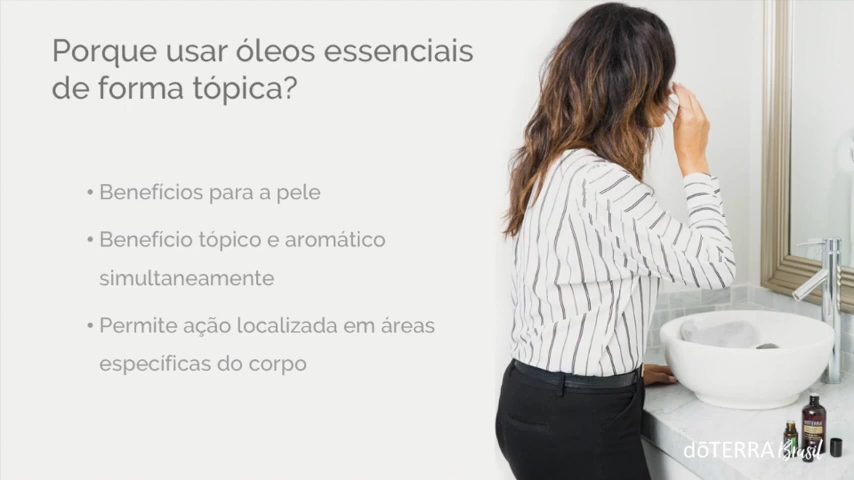 Porque usar óleos essenciais
de forma tópica?
• Benefícios para a pele
• Benefício tópico e aromático
simultaneamente
• Permite ação localizada em áreas
específicas do corpo
dōTERRA Brasil